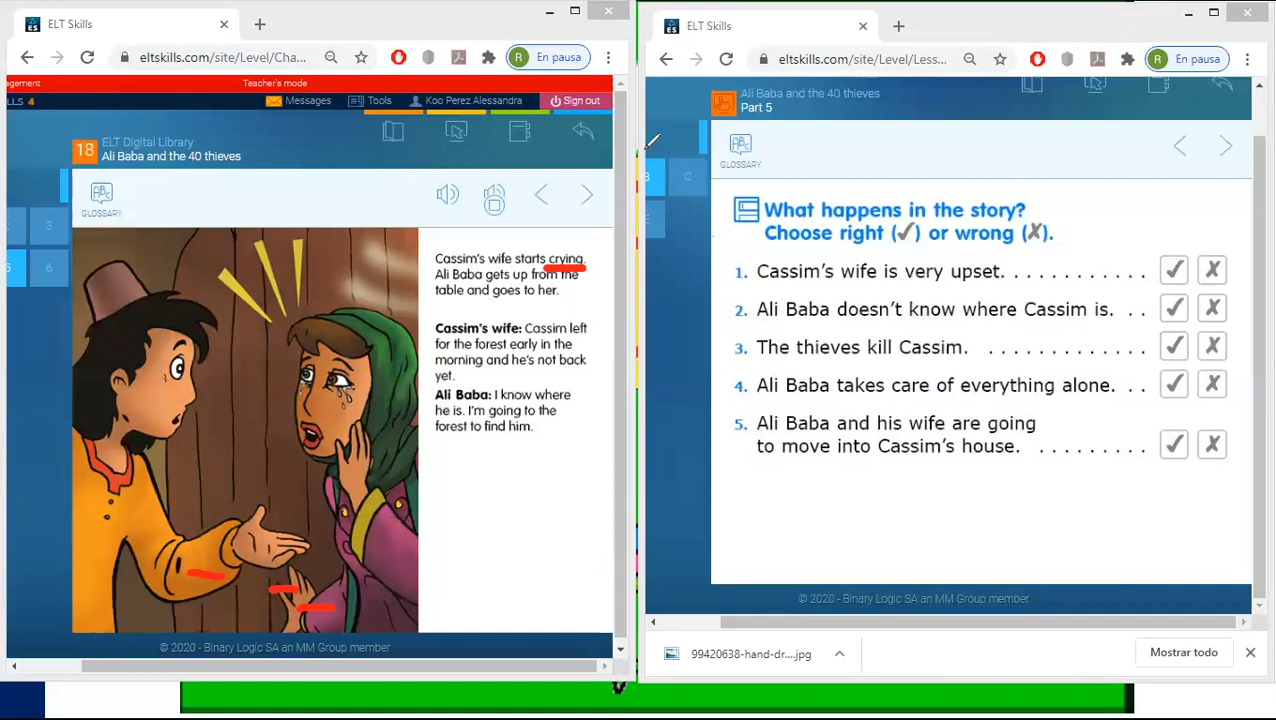 ELT Skills
eltskills.com/site/Level/Cha...
R En pausa
agement
Teacher's mode
LLS 4
Messages
Tools
Koo Perez Alessandra
Sign out
18
ELT Digital Library
Ali Baba and the 40 thieves
ABC
GLOSSARY
3
5
6
Cassim's wife starts crying.
Ali Baba gets up from the
table and goes to her.
Cassim's wife: Cassim left
for the forest early in the
morning and he's not back
yet.
Ali Baba: I know where
he is. I'm going to the
forest to find him.
© 2020 - Binary Logic SA an MM Group member
ELT Skills
eltskills.com/site/Level/Less...
R En pausa
Ali Baba and the 40 thieves
Part 5
ABC
GLOSSARY
B
C
E
What happens in the story?
Choose right (✓) or wrong (✗).
1. Cassim's wife is very upset. . . . . . . . . . . . ✓ ✗
2. Ali Baba doesn't know where Cassim is. . . ✓ ✗
3. The thieves kill Cassim. . . . . . . . . . . . . . ✓ ✗
4. Ali Baba takes care of everything alone. . . ✓ ✗
5. Ali Baba and his wife are going
to move into Cassim's house. . . . . . . . . . ✓ ✗
© 2020 - Binary Logic SA an MM Group member
99420638-hand-dr....jpg
Mostrar todo